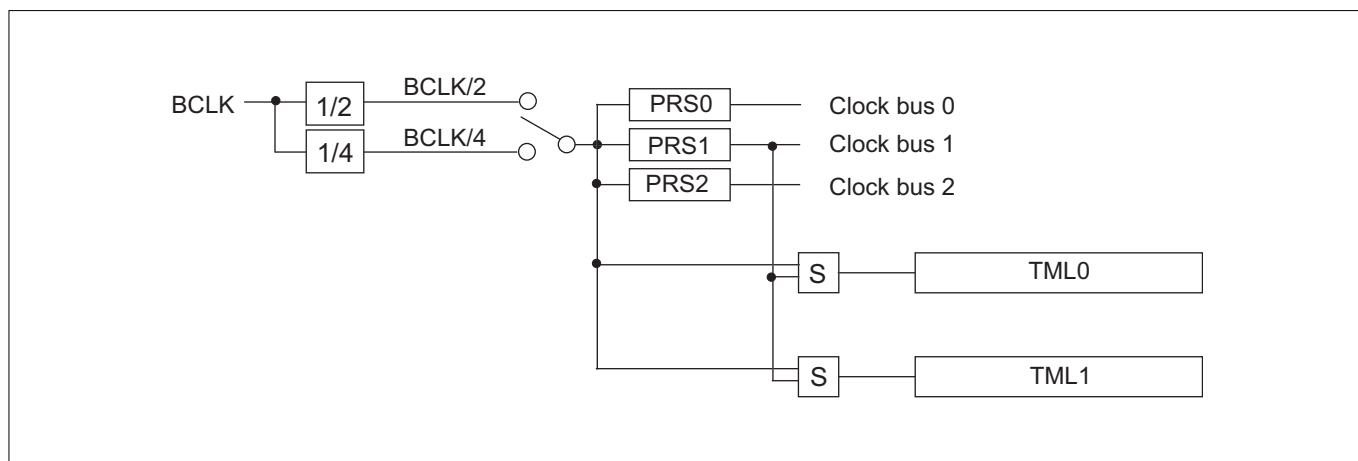 BCLK
1/2
BCLK/2
1/4
BCLK/4
PRS0
Clock bus 0
PRS1
Clock bus 1
PRS2
Clock bus 2
S
TML0
S
TML1